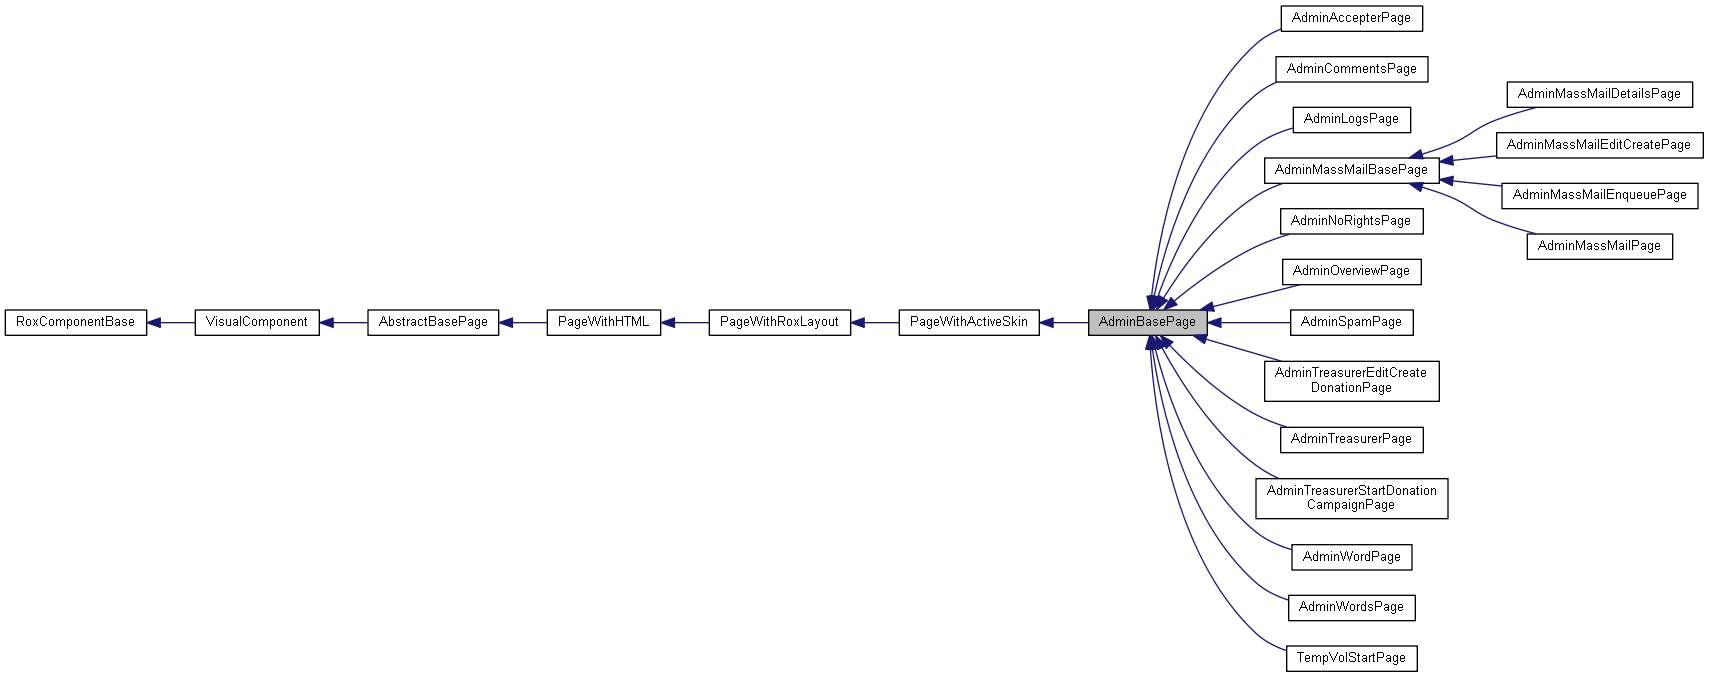 RoxComponentBase
VisualComponent
AbstractBasePage
PageWithHTML
PageWithRoxLayout
PageWithActiveSkin
AdminBasePage
AdminAccepterPage
AdminCommentsPage
AdminLogsPage
AdminMassMailBasePage
AdminMassMailDetailsPage
AdminMassMailEditCreatePage
AdminMassMailEnqueuePage
AdminMassMailPage
AdminNoRightsPage
AdminOverviewPage
AdminSpamPage
AdminTreasurerEditCreate
DonationPage
AdminTreasurerPage
AdminTreasurerStartDonation
CampaignPage
AdminWordPage
AdminWordsPage
TempVolStartPage